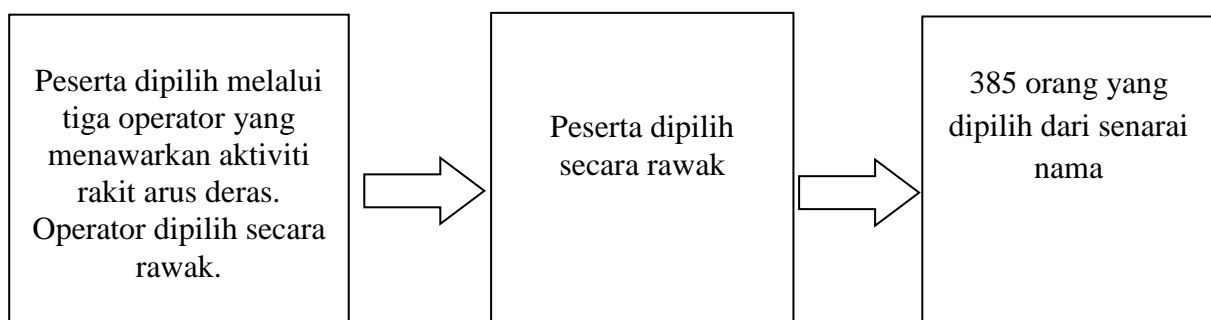 Peserta dipilih melalui
tiga operator yang
menawarkan aktiviti
rakit arus deras.
Operator dipilih secara
rawak.
Peserta dipilih
secara rawak
385 orang yang
dipilih dari senarai
nama